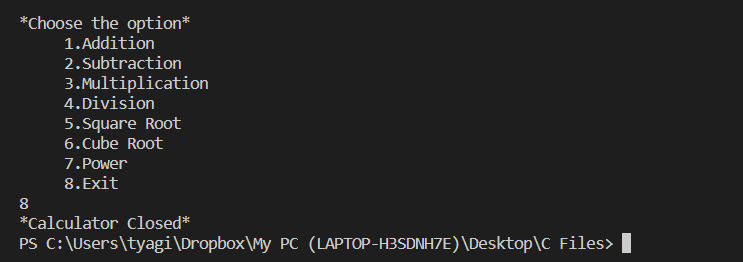 *Choose the option*
1.Addition
2.Subtraction
3.Multiplication
4.Division
5.Square Root
6.Cube Root
7.Power
8.Exit
8
*Calculator Closed*
PS C:\Users\tyagi\Dropbox\My PC (LAPTOP-H3SDNH7E)\Desktop\C Files>